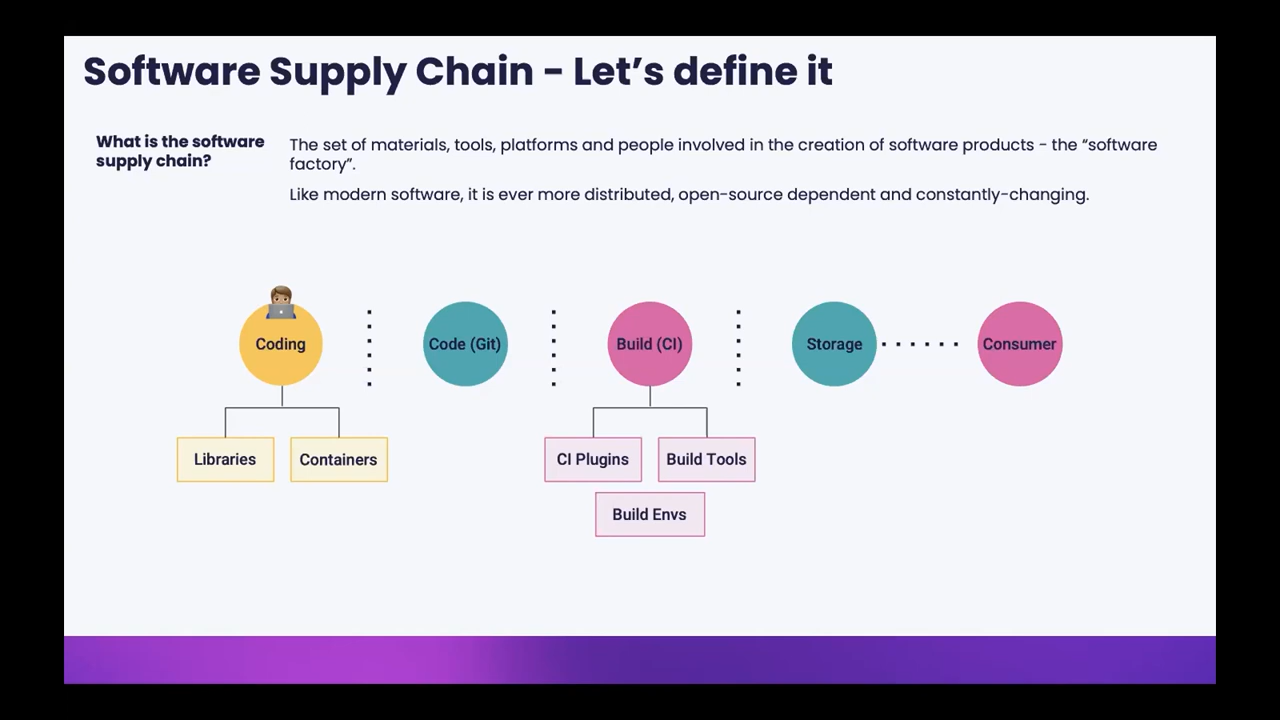 Software Supply Chain - Let’s define it
What is the software
supply chain?
The set of materials, tools, platforms and people involved in the creation of software products - the “software
factory”.
Like modern software, it is ever more distributed, open-source dependent and constantly-changing.
Coding
Code (Git)
Build (CI)
Storage
Consumer
Libraries
Containers
CI Plugins
Build Tools
Build Envs